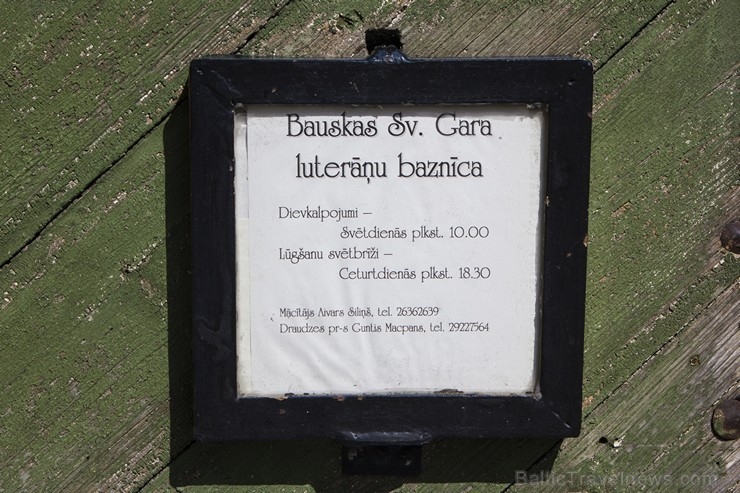 Bauskas Sv. Gara
luterāņu baznīca
Dievkalpojumi –
Svētdienās plkst. 10.00
Lūgšanu svētbrīži –
Ceturtdienās plkst. 18.30
Mācītājs Aivars Siliņš, tel. 26362639
Draudzes pr-s Guntis Macpans, tel. 29227564
BalticTravelnews.com